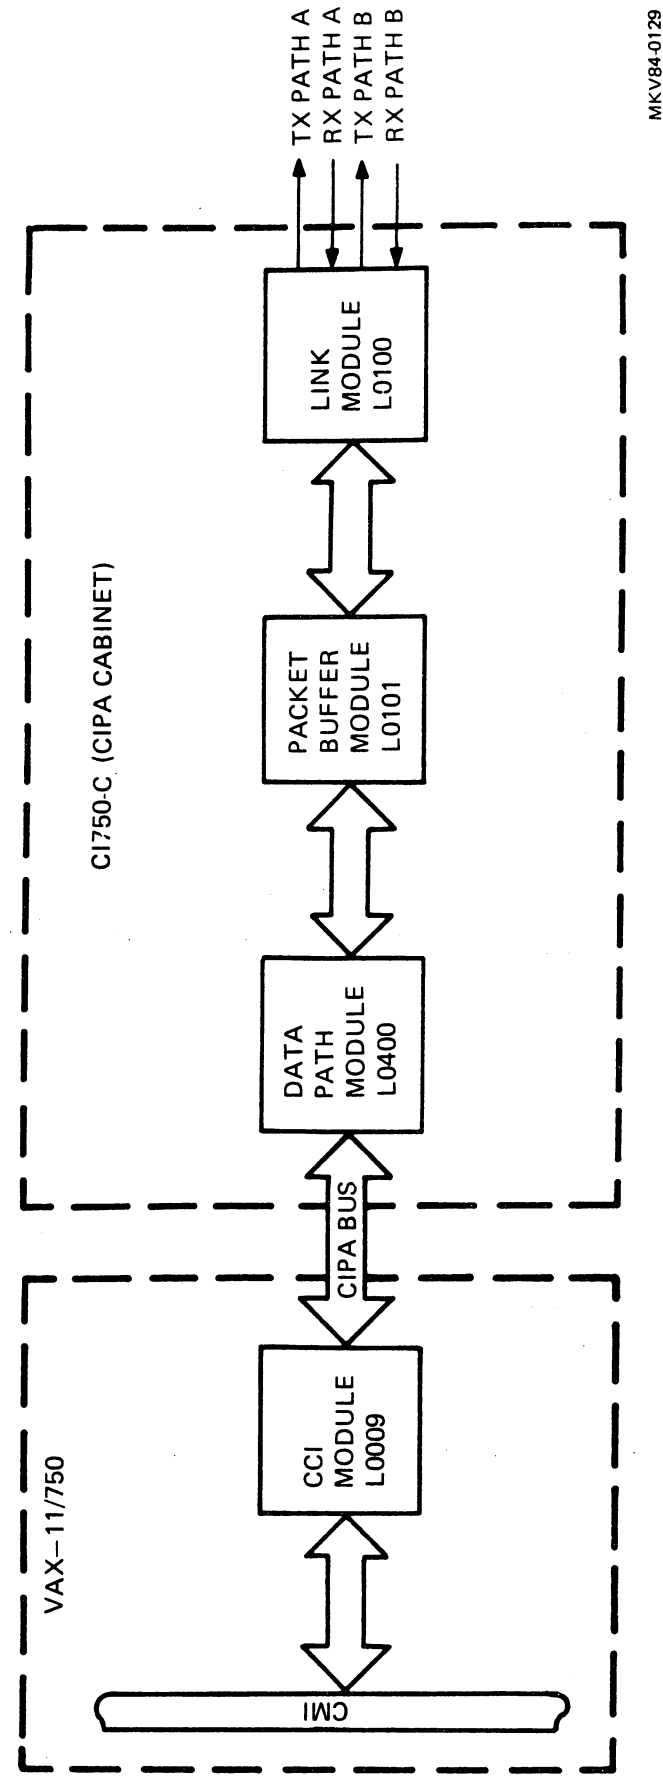 VAX–11/750
CMI
CCI
MODULE
L0009
CIPA BUS
CI750-C (CIPA CABINET)
DATA
PATH
MODULE
L0400
PACKET
BUFFER
MODULE
L0101
LINK
MODULE
L0100
TX PATH A
RX PATH A
TX PATH B
RX PATH B
MKV84-0129